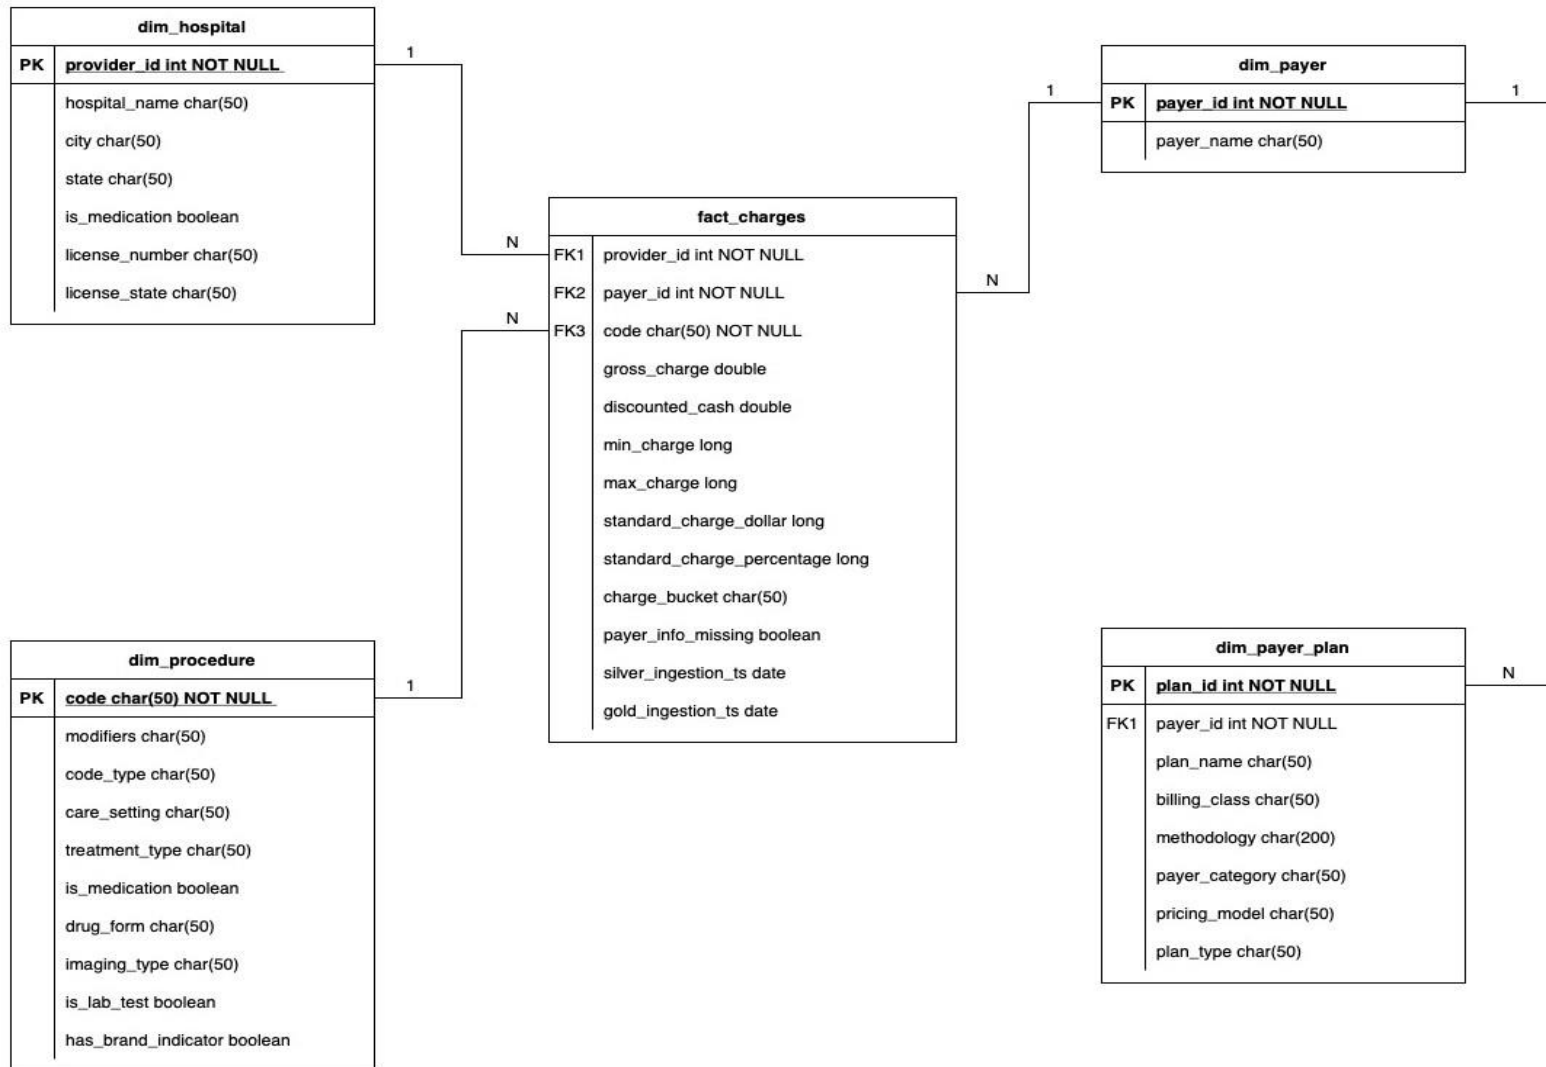 dim_hospital
PK provider_id int NOT NULL
hospital_name char(50)
city char(50)
state char(50)
is_medication boolean
license_number char(50)
license_state char(50)
1
N
dim_payer
PK payer_id int NOT NULL
payer_name char(50)
1
1
N
fact_charges
FK1 provider_id int NOT NULL
FK2 payer_id int NOT NULL
FK3 code char(50) NOT NULL
gross_charge double
discounted_cash double
min_charge long
max_charge long
standard_charge_dollar long
standard_charge_percentage long
charge_bucket char(50)
payer_info_missing boolean
silver_ingestion_ts date
gold_ingestion_ts date
N
1
dim_procedure
PK code char(50) NOT NULL
modifiers char(50)
code_type char(50)
care_setting char(50)
treatment_type char(50)
is_medication boolean
drug_form char(50)
imaging_type char(50)
is_lab_test boolean
has_brand_indicator boolean
dim_payer_plan
PK plan_id int NOT NULL
FK1 payer_id int NOT NULL
plan_name char(50)
billing_class char(50)
methodology char(200)
payer_category char(50)
pricing_model char(50)
plan_type char(50)
N